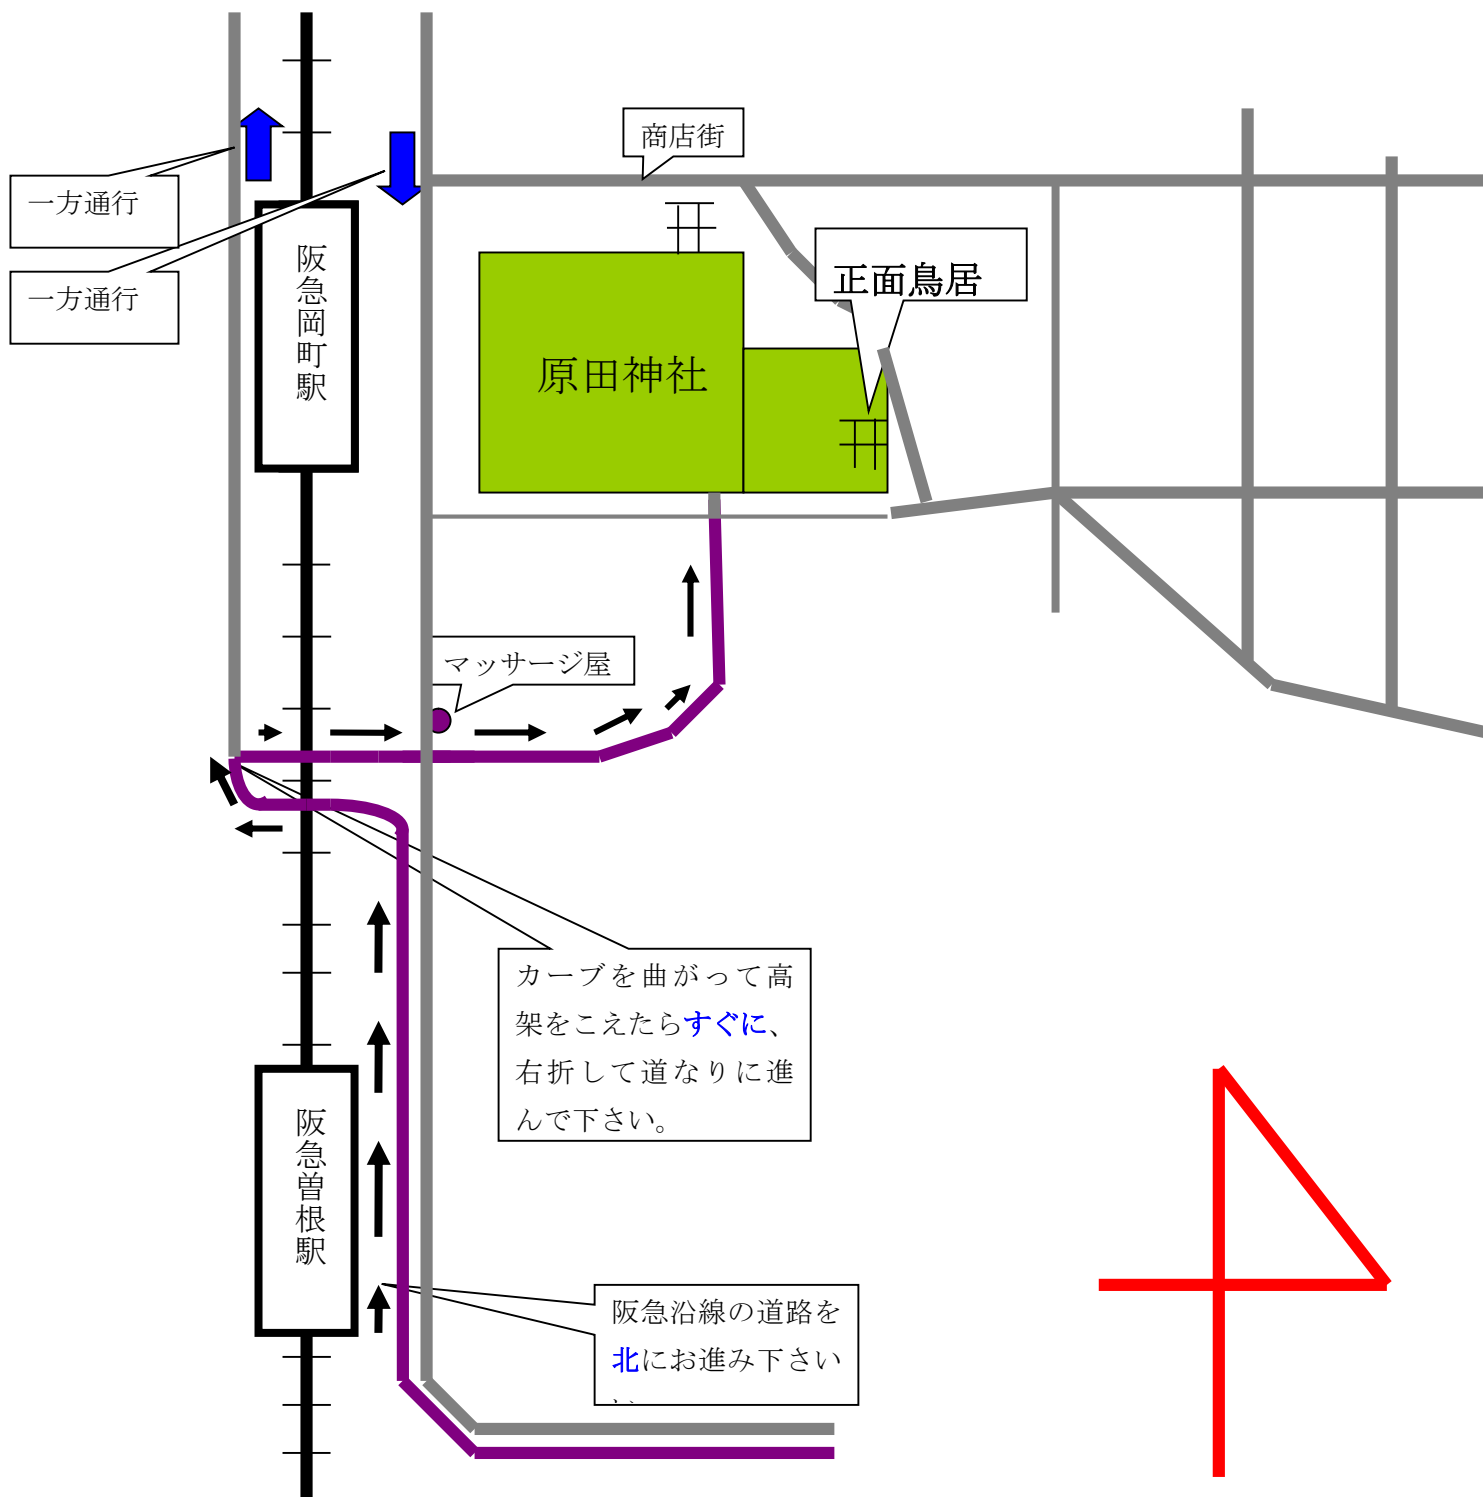 商店街
一方通行
一方通行
正面鳥居
阪急岡町駅
原田神社
マッサージ屋
カーブを曲がって高
架をこえたらすぐに、
右折して道なりに進
んで下さい。
阪急曽根駅
阪急沿線の道路を
北にお進み下さい